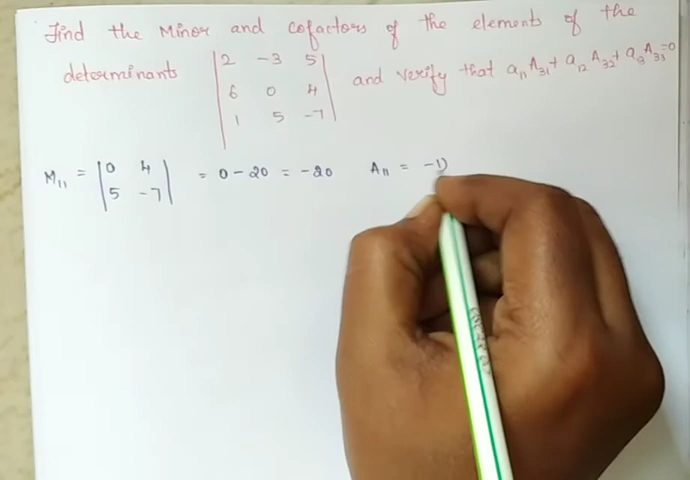 Find the Minor and cofactors of the elements of the
determinants |2 -3 5| and verify that a₁₁A₃₁ + a₁₂A₃₂ + a₁₃A₃₃=0
|6 0 4|
|1 5 -7|
M₁₁ = |0 4| = 0 - 20 = -20 A₁₁ = -1)
|5 -7|